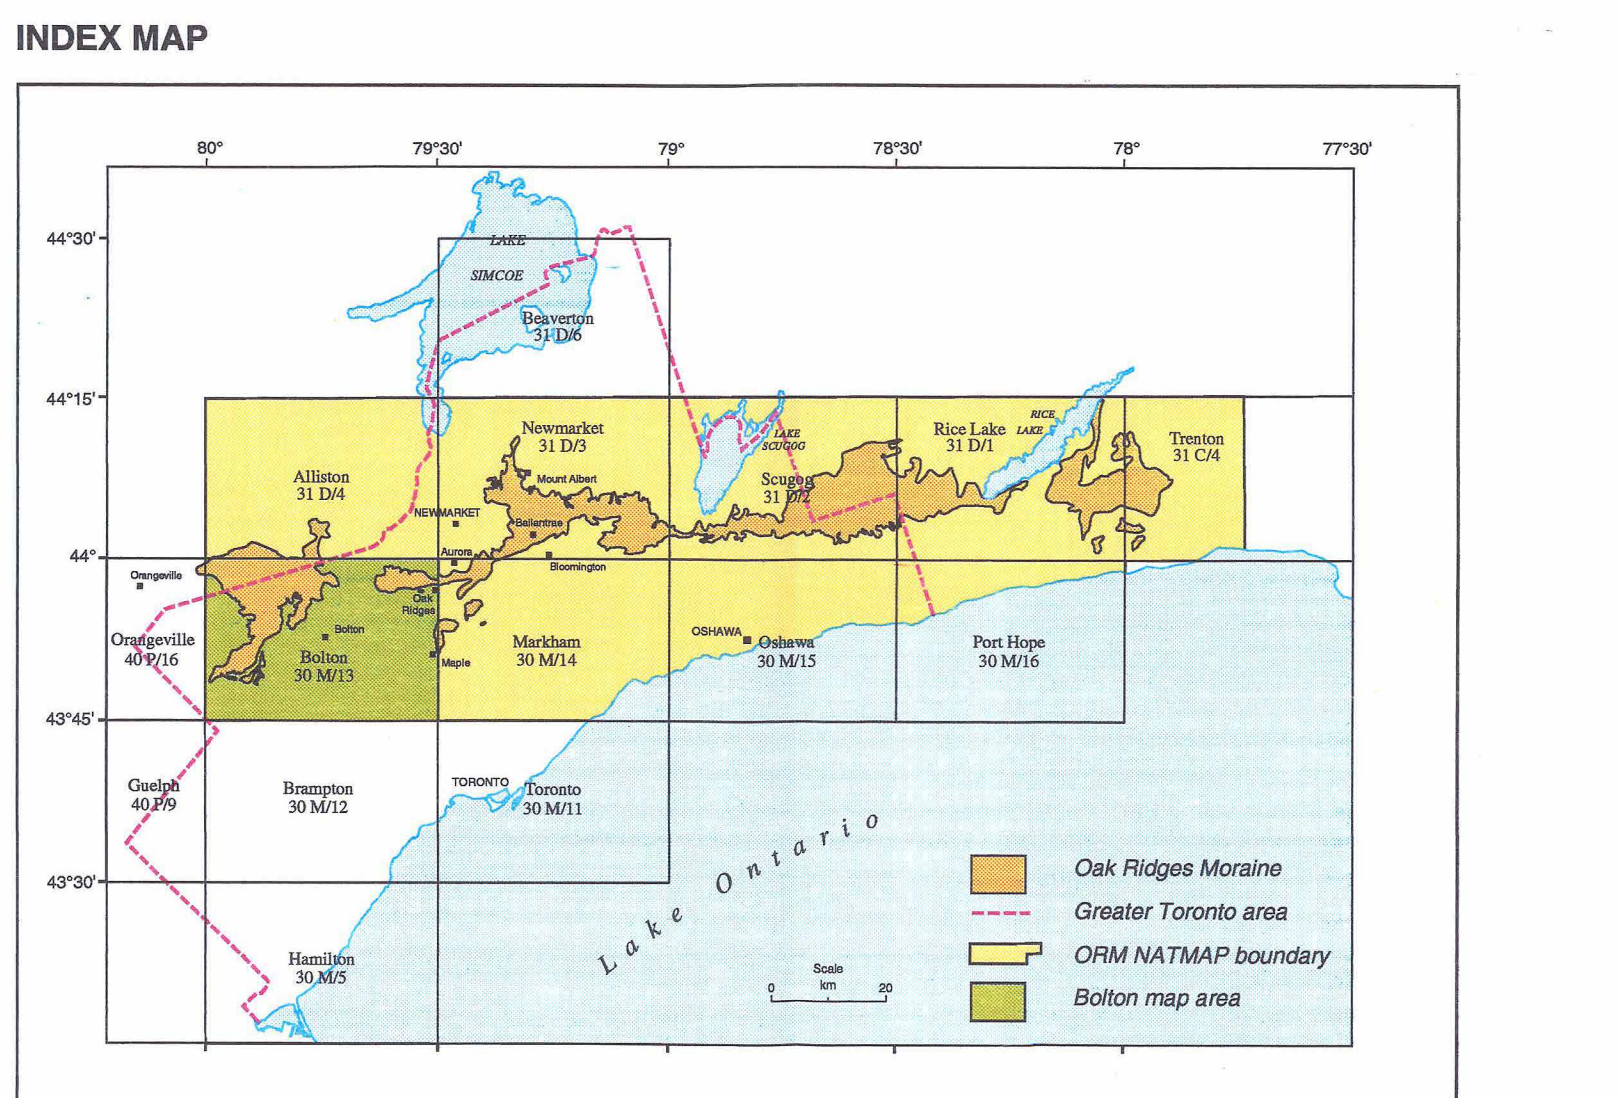 INDEX MAP
80° 79°30' 79° 78°30' 78° 77°30'
44°30'
44°15'
44°
43°45'
43°30'
LAKE
SIMCOE
Beaverton
31 D/6
Newmarket
31 D/3
Alliston
31 D/4
Mount Albert
NEWMARKET
Ballantrae
Aurora
Bloomington
Oak
Ridges
LAKE
SCUGOG
Scugog
31 D/2
Rice Lake
31 D/1
RICE
LAKE
Trenton
31 C/4
Orangeville
Orangeville
40 P/16
Bolton
Bolton
30 M/13
Maple
Markham
30 M/14
OSHAWA
Oshawa
30 M/15
Port Hope
30 M/16
Guelph
40 P/9
Brampton
30 M/12
TORONTO
Toronto
30 M/11
Hamilton
30 M/5
Lake Ontario
Scale
km
0 20
Oak Ridges Moraine
Greater Toronto area
ORM NATMAP boundary
Bolton map area